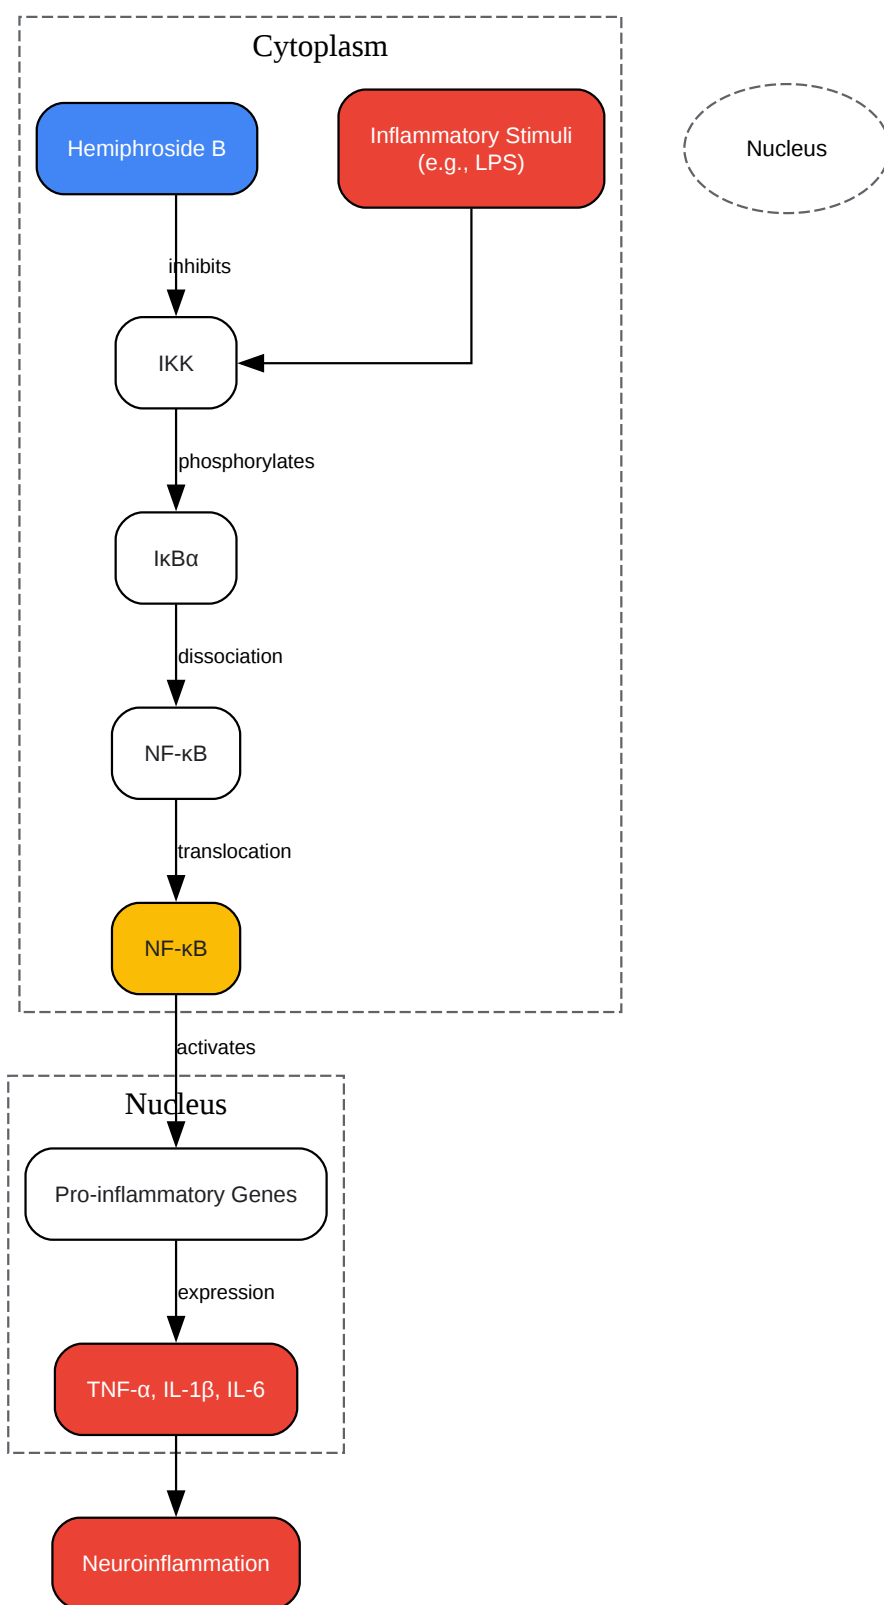 Cytoplasm
Hemiphroside B
Inflammatory Stimuli
(e.g., LPS)
Nucleus
inhibits
IKK
phosphorylates
IκBα
dissociation
NF-κB
translocation
NF-κB
activates
Nucleus
Pro-inflammatory Genes
expression
TNF-α, IL-1β, IL-6
Neuroinflammation